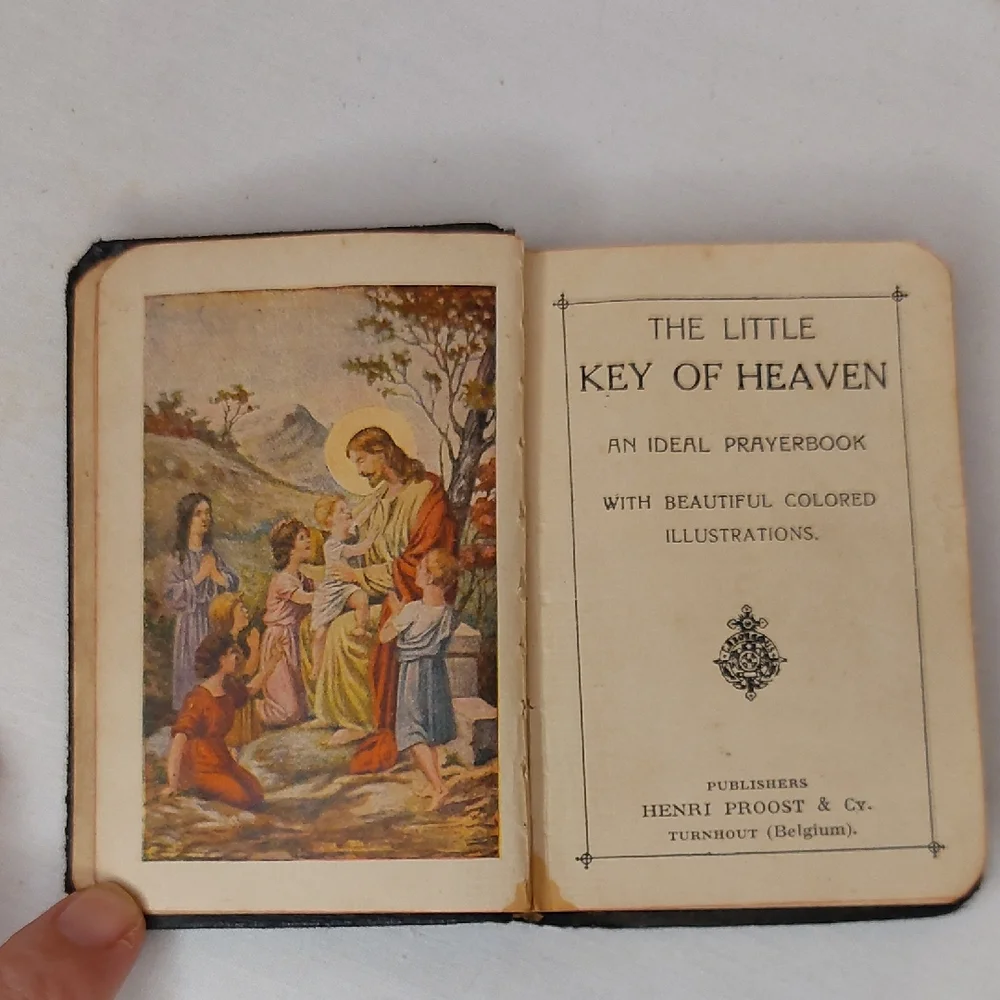 THE LITTLE
KEY OF HEAVEN
AN IDEAL PRAYERBOOK
WITH BEAUTIFUL COLORED
ILLUSTRATIONS.
PUBLISHERS
HENRI PROOST & Cy.
TURNHOUT (Belgium).